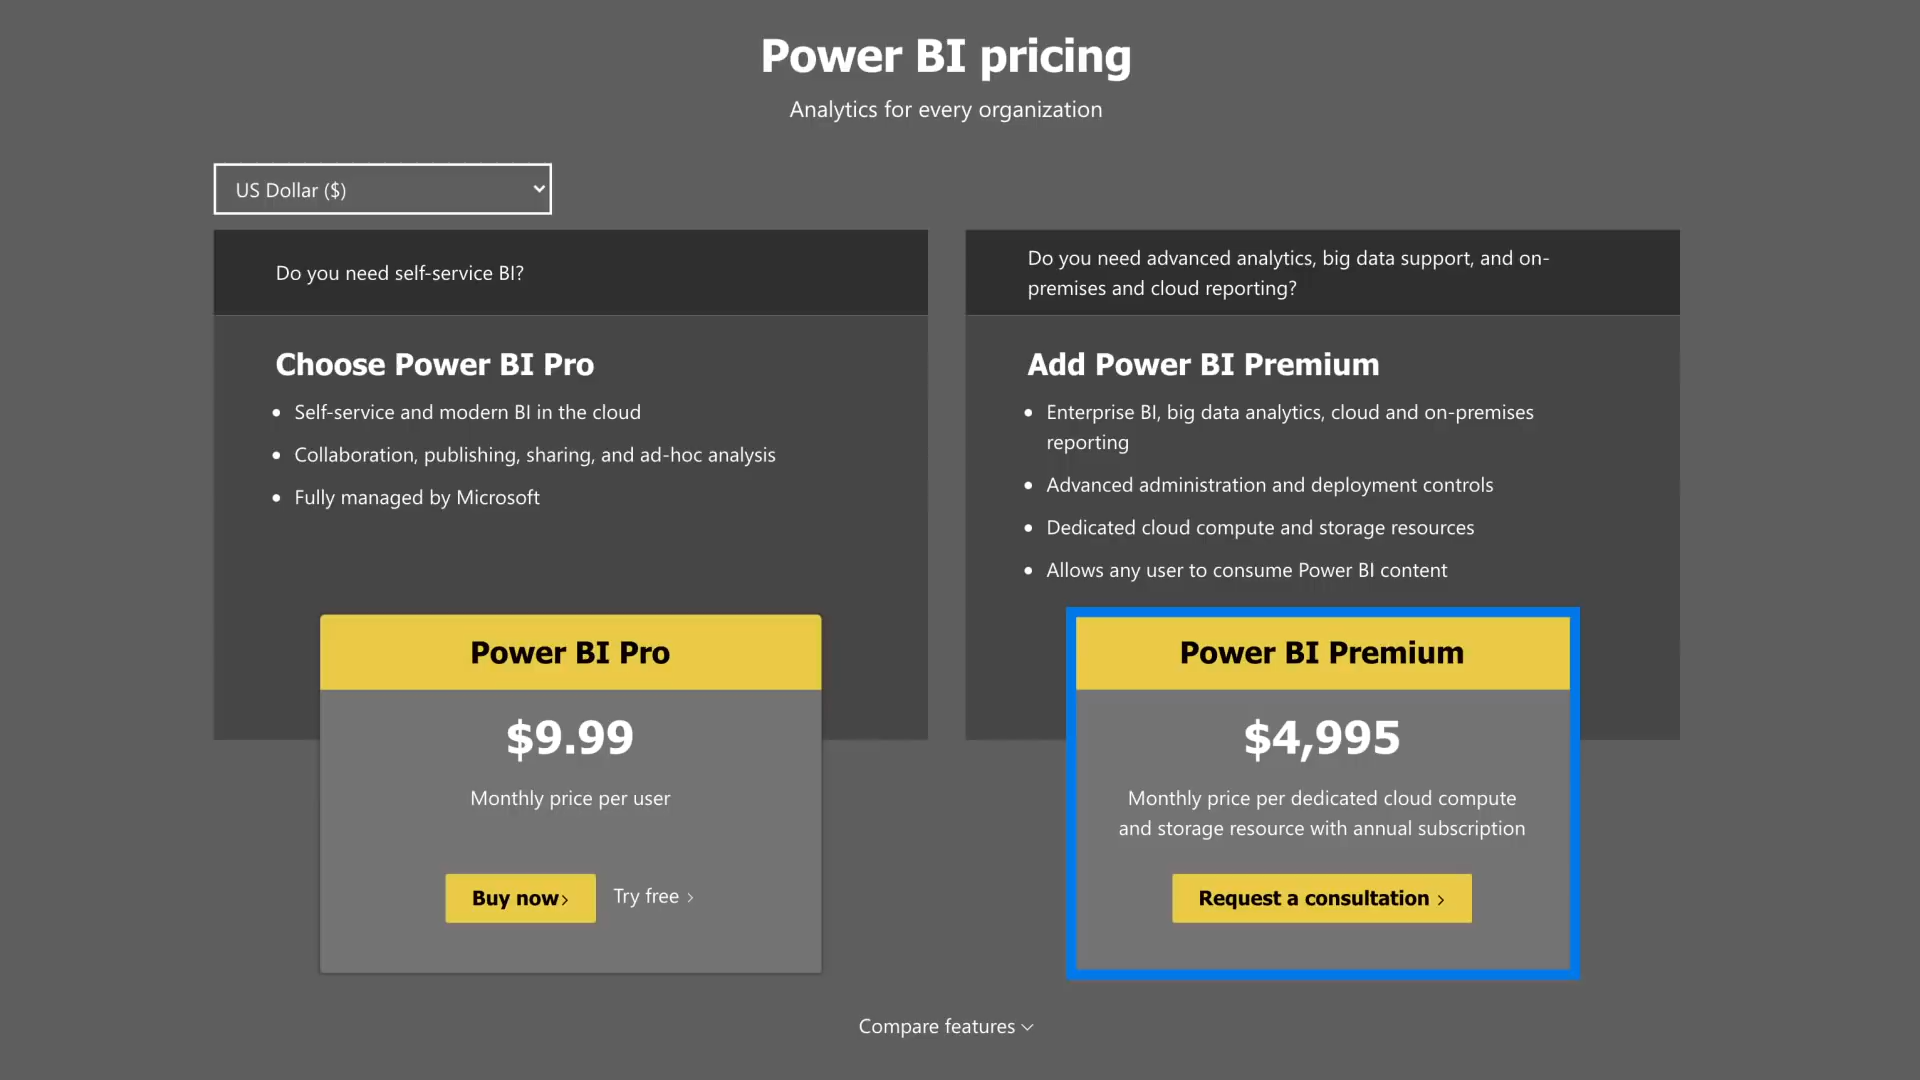 Power BI pricing
Analytics for every organization
US Dollar ($)
Do you need self-service BI?
Choose Power BI Pro
Self-service and modern BI in the cloud
Collaboration, publishing, sharing, and ad-hoc analysis
Fully managed by Microsoft
Power BI Pro
$9.99
Monthly price per user
Buy now
Try free
Do you need advanced analytics, big data support, and on-
premises and cloud reporting?
Add Power BI Premium
Enterprise BI, big data analytics, cloud and on-premises
reporting
Advanced administration and deployment controls
Dedicated cloud compute and storage resources
Allows any user to consume Power BI content
Power BI Premium
$4,995
Monthly price per dedicated cloud compute
and storage resource with annual subscription
Request a consultation
Compare features